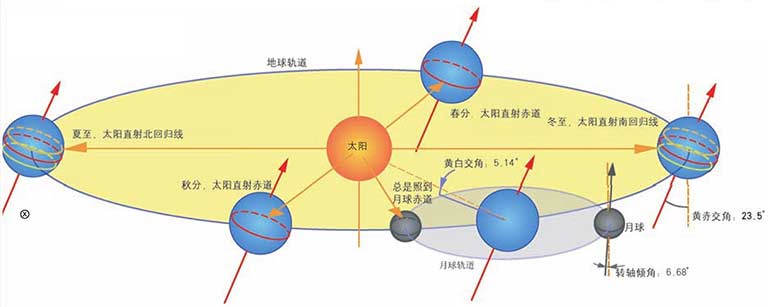 地球轨道
春分，太阳直射赤道
夏至，太阳直射北回归线
太阳
冬至，太阳直射南回归线
黄白交角：5.14°
秋分，太阳直射赤道
总是照到
月球赤道
月球
黄赤交角：23.5°
月球轨道
转轴倾角：6.68°